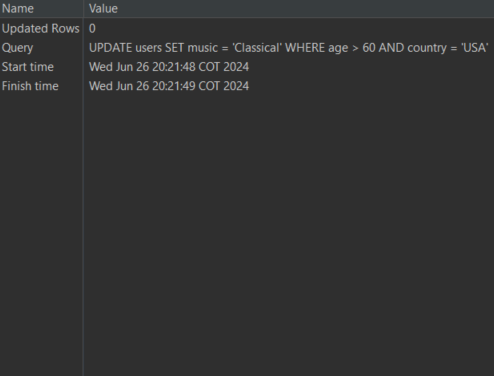 Name Value
Updated Rows 0
Query UPDATE users SET music = 'Classical' WHERE age > 60 AND country = 'USA'
Start time Wed Jun 26 20:21:48 COT 2024
Finish time Wed Jun 26 20:21:49 COT 2024